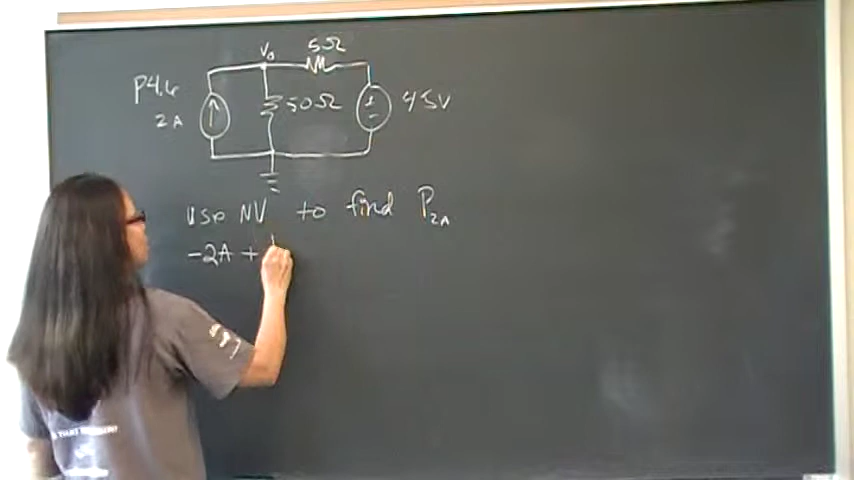 V₀
5Ω
P4.6
50Ω
+
45V
2A
-
use NV to find P₂A
-2A +